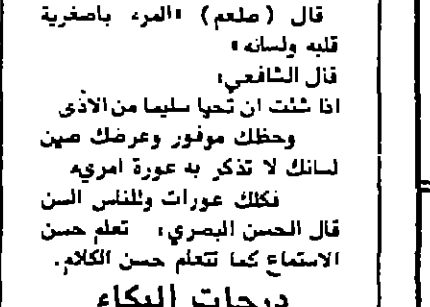 قال (صلعم) «المرء باصغرية
قلبه ولسانه»
قال الشافعي:
اذا شئت ان تحيا سليما من الاذى
وحظك موفور وعرضك صين
لسانك لا تذكر به عورة امريء
فكلك عورات وللناس السن
قال الحسن البصري: تعلم حسن
الاستماع كما تتعلم حسن الكلام.
درجات البكاء